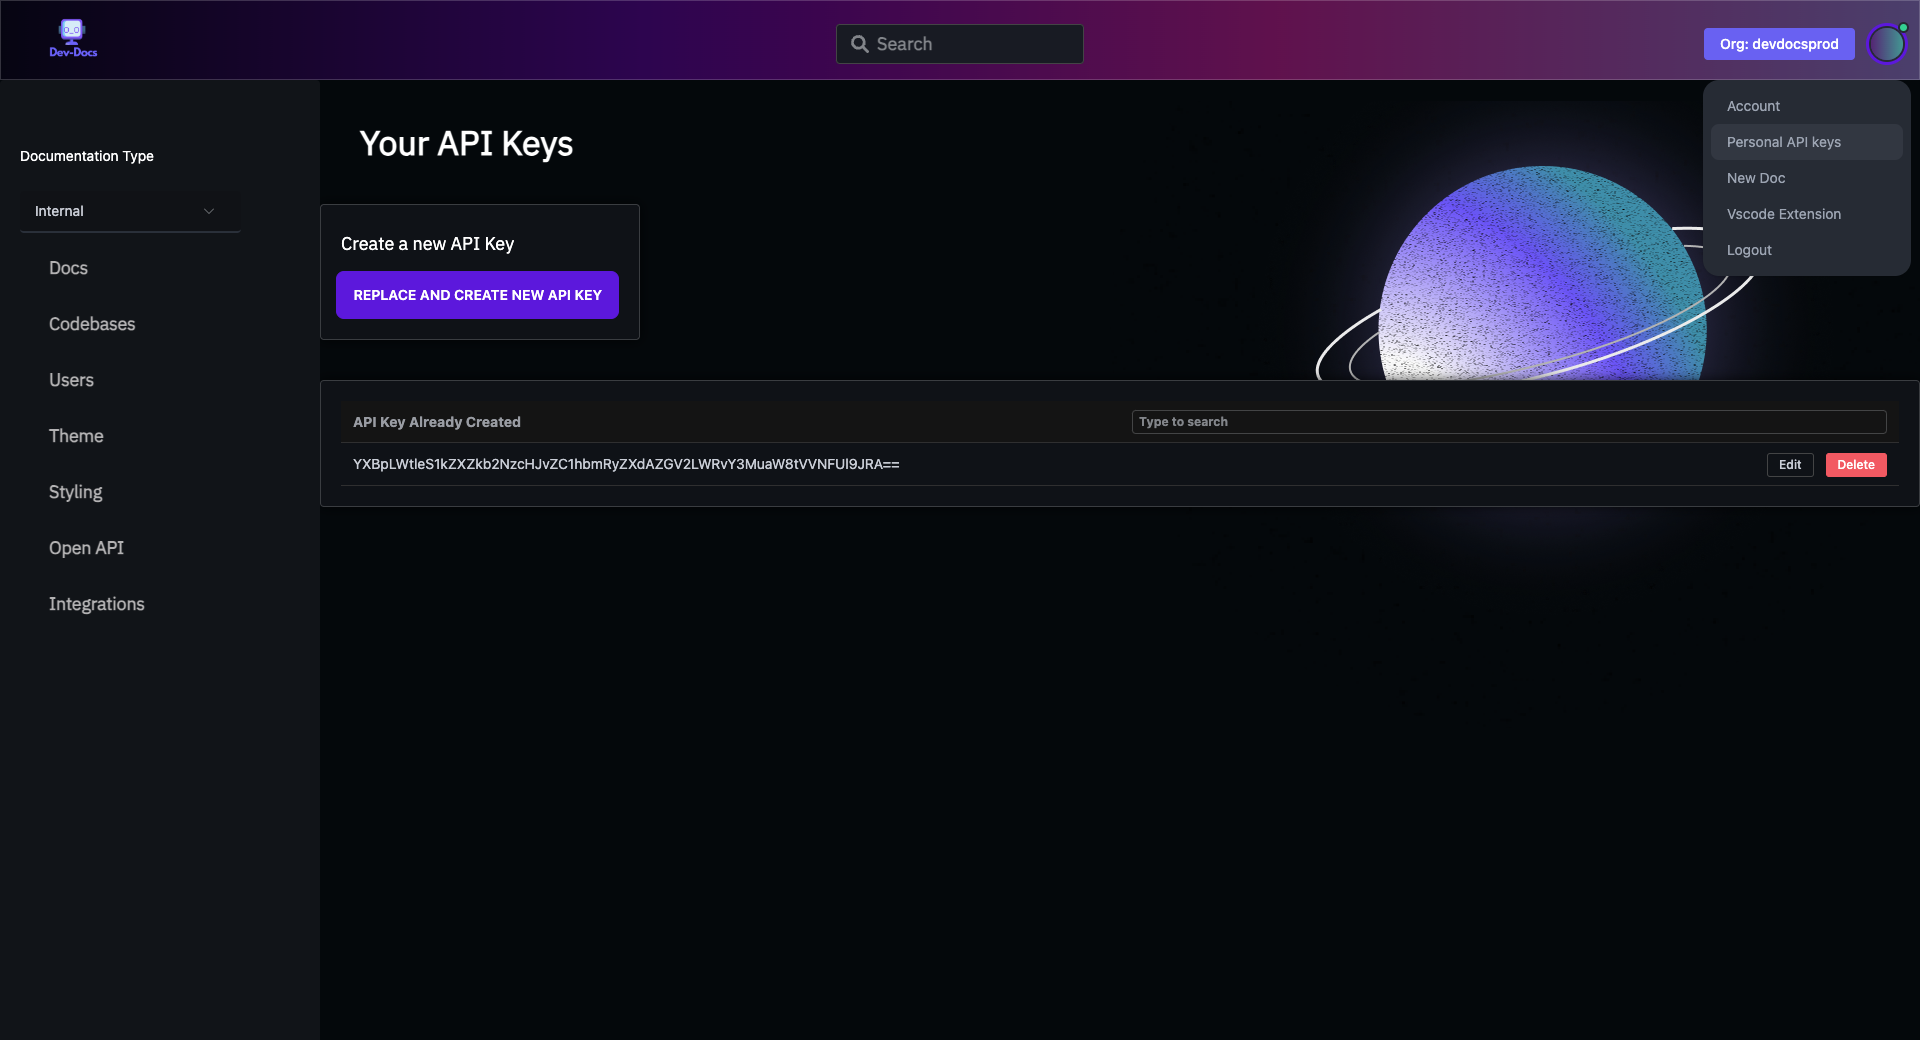 Dev-Docs
Search
Org: devdocsprod
Account
Personal API keys
New Doc
Vscode Extension
Logout
Documentation Type
Internal
Docs
Codebases
Users
Theme
Styling
Open API
Integrations
Your API Keys
Create a new API Key
REPLACE AND CREATE NEW API KEY
API Key Already Created
Type to search
YXBpLWtleS1kZXZkb2NzcHJvZC1hbmRyZXdAZGV2LWRvY3MuaW8tVVNFUl9JRA==
Edit
Delete